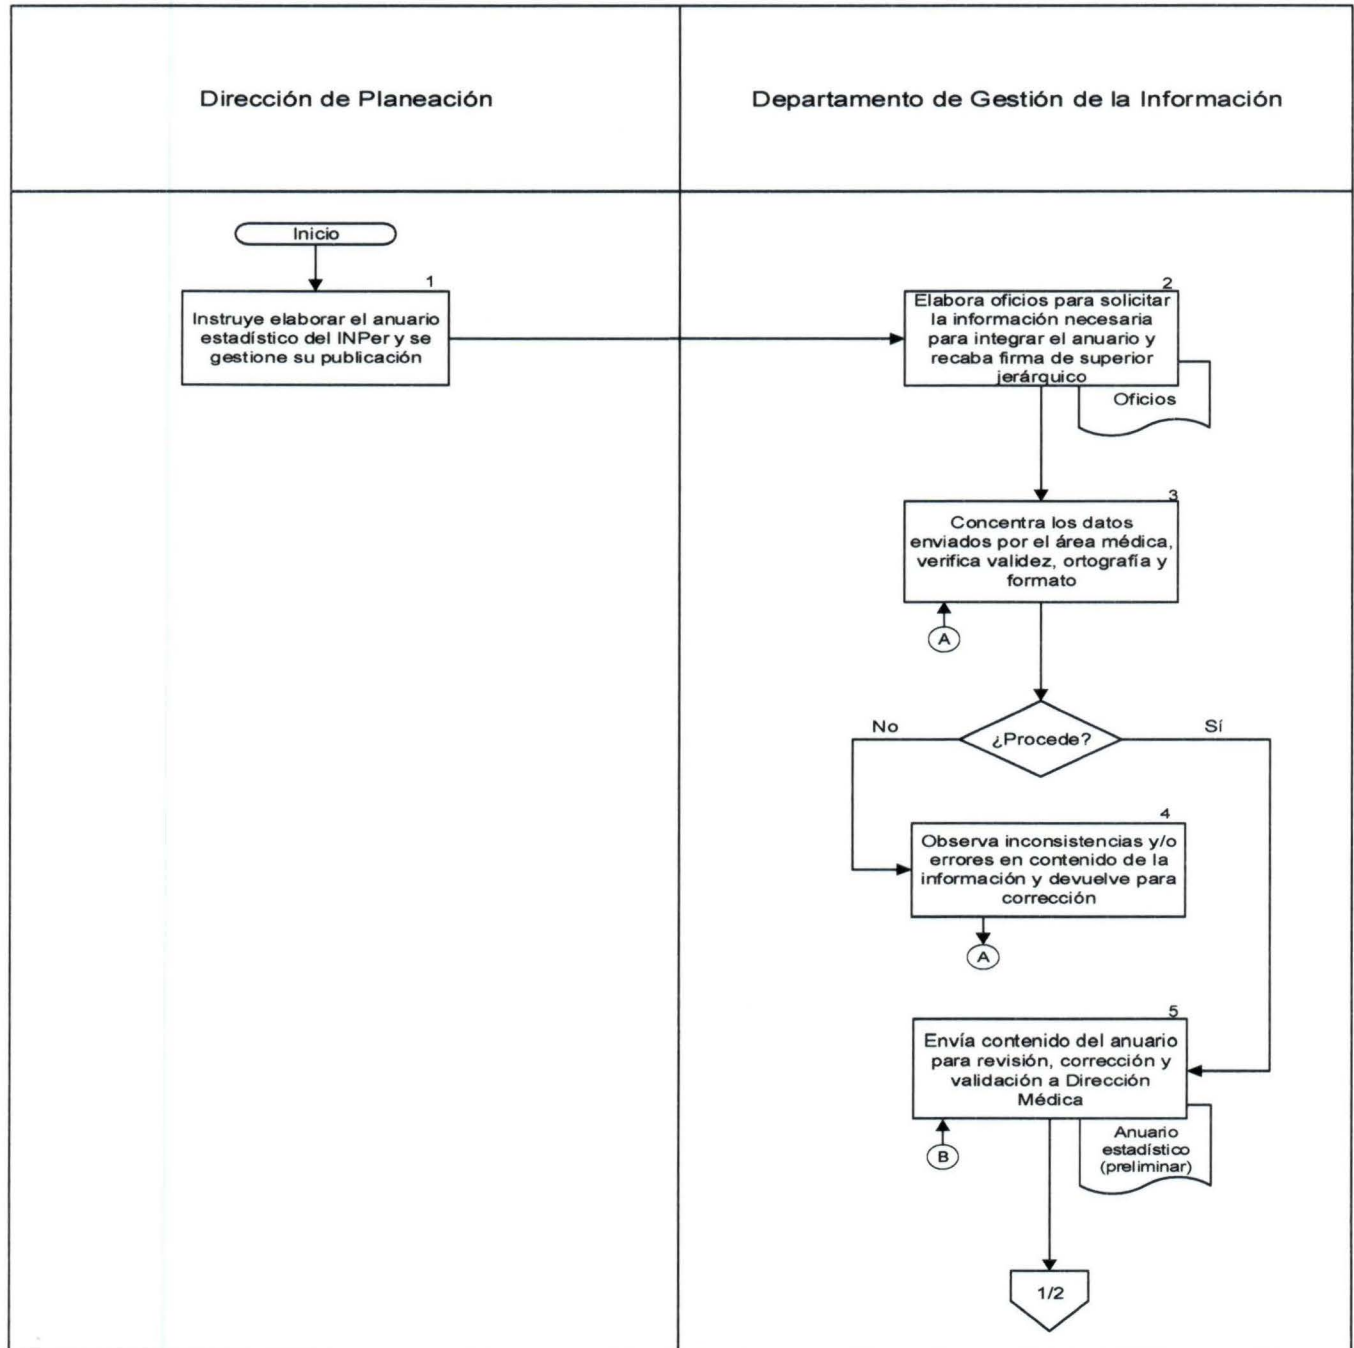 Dirección de Planeación
Departamento de Gestión de la Información
Inicio
1
Instruye elaborar el anuario
estadístico del INPer y se
gestione su publicación
2
Elabora oficios para solicitar
la información necesaria
para integrar el anuario y
recaba firma de superior
jerárquico
Oficios
3
Concentra los datos
enviados por el área médica,
verifica validez, ortografía y
formato
A
¿Procede?
No
Sí
4
Observa inconsistencias y/o
errores en contenido de la
información y devuelve para
corrección
A
5
Envía contenido del anuario
para revisión, corrección y
validación a Dirección
Médica
B
Anuario
estadístico
(preliminar)
1/2